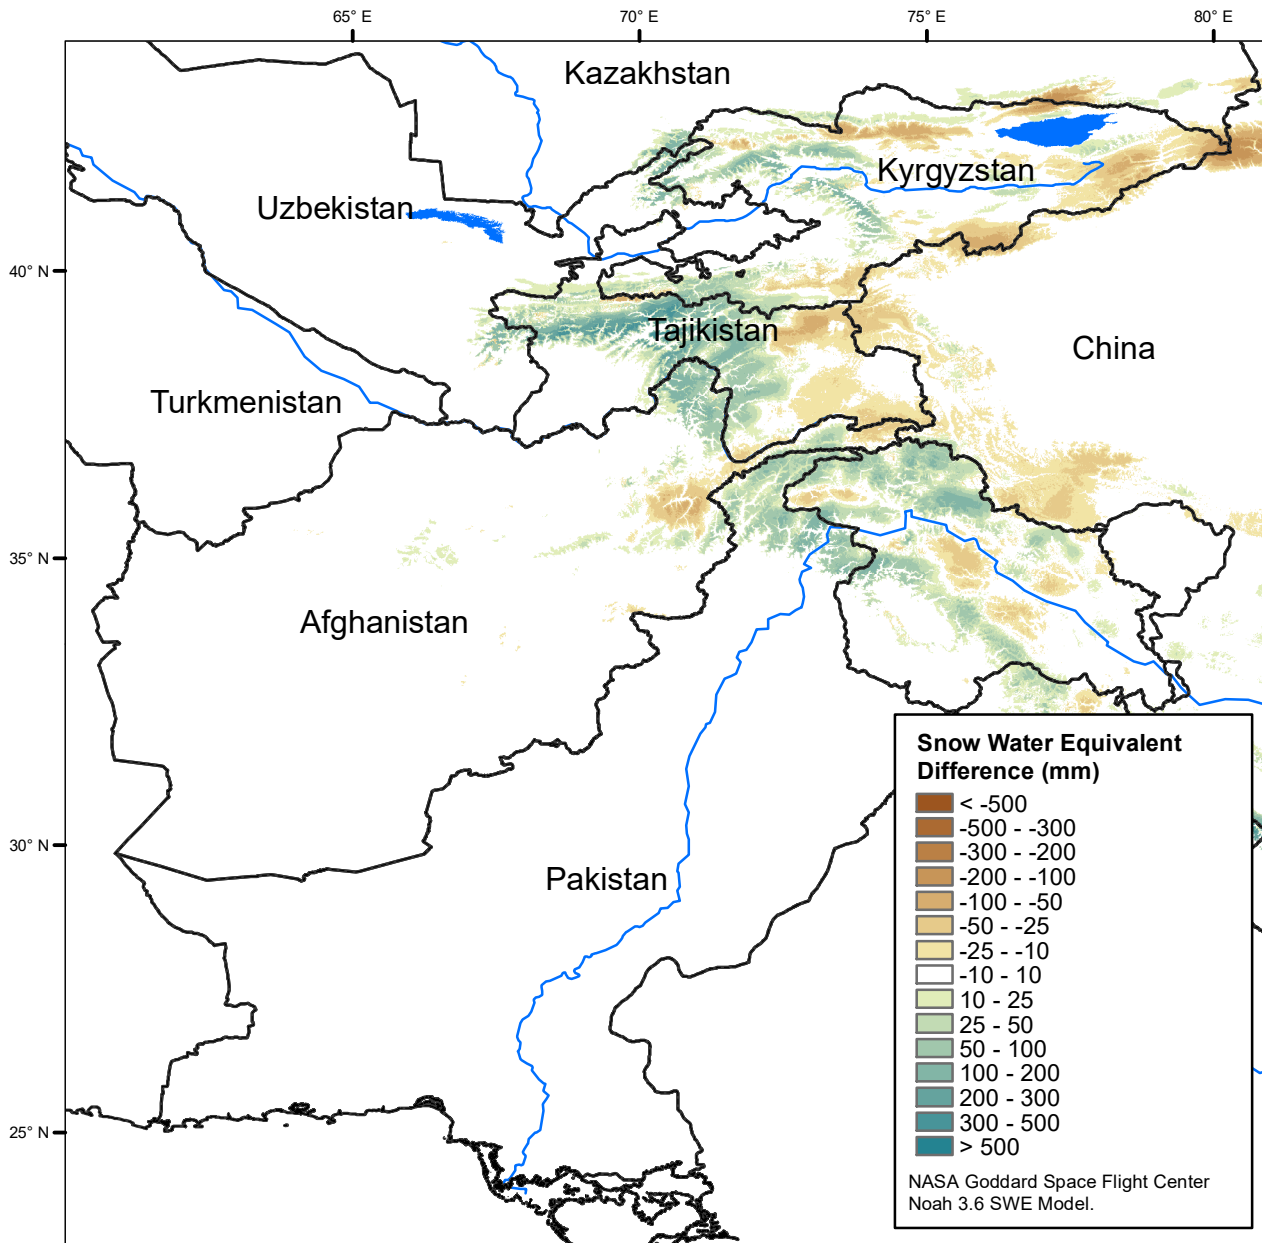 65° E
70° E
75° E
80° E
Kazakhstan
Kyrgyzstan
Uzbekistan
40° N
Tajikistan
China
Turkmenistan
35° N
Afghanistan
Snow Water Equivalent
Difference (mm)
< -500
-500 - -300
-300 - -200
-200 - -100
-100 - -50
-50 - -25
-25 - -10
-10 - 10
10 - 25
25 - 50
50 - 100
100 - 200
200 - 300
300 - 500
> 500
30° N
Pakistan
25° N
NASA Goddard Space Flight Center
Noah 3.6 SWE Model.